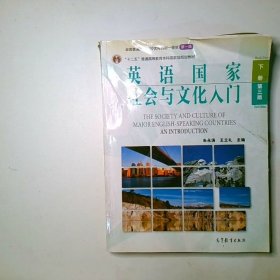 "十二五"普通高等教育本科国家级规划教材
英语国家
社会与文化入门
下册
第三版
THE SOCIETY AND CULTURE OF
MAJOR ENGLISH-SPEAKING COUNTRIES
AN INTRODUCTION
朱永涛 王立礼 主编
高等教育出版社